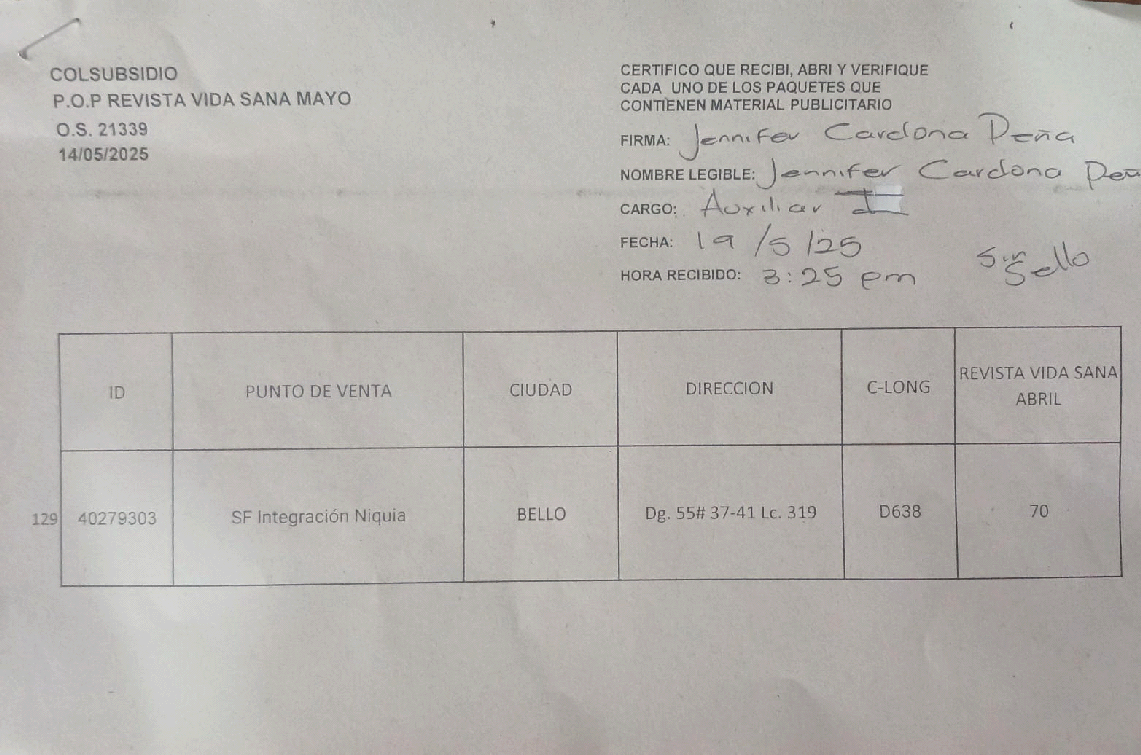 COLSUBSIDIO
P.O.P REVISTA VIDA SANA MAYO
O.S. 21339
14/05/2025
CERTIFICO QUE RECIBI, ABRI Y VERIFIQUE
CADA UNO DE LOS PAQUETES QUE
CONTIENEN MATERIAL PUBLICITARIO
FIRMA: Jennifer Cardona Peña
NOMBRE LEGIBLE: Jennifer Cardona Peñ
CARGO: Auxiliar I
FECHA: 19/5/25
HORA RECIBIDO: 3:25 pm
Sin
Sello
ID PUNTO DE VENTA CIUDAD DIRECCION C-LONG REVISTA VIDA SANA
ABRIL
129 40279303 SF Integración Niquia BELLO Dg. 55# 37-41 Lc. 319 D638 70